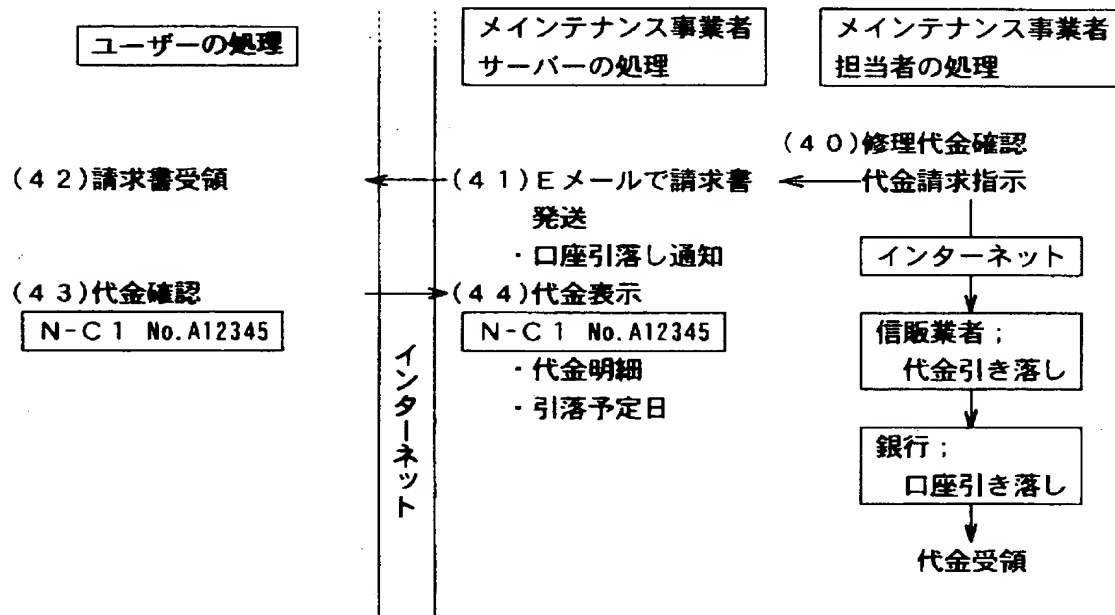 ユーザーの処理
メインテナンス事業者
サーバーの処理
メインテナンス事業者
担当者の処理
(40)修理代金確認
(42)請求書受領
(41)Eメールで請求書
代金請求指示
発送
・口座引落し通知
インターネット
(43)代金確認
(44)代金表示
N-C1 No.A12345
N-C1 No.A12345
信販業者;
代金引き落し
・代金明細
・引落予定日
インターネット
銀行;
口座引き落し
代金受領